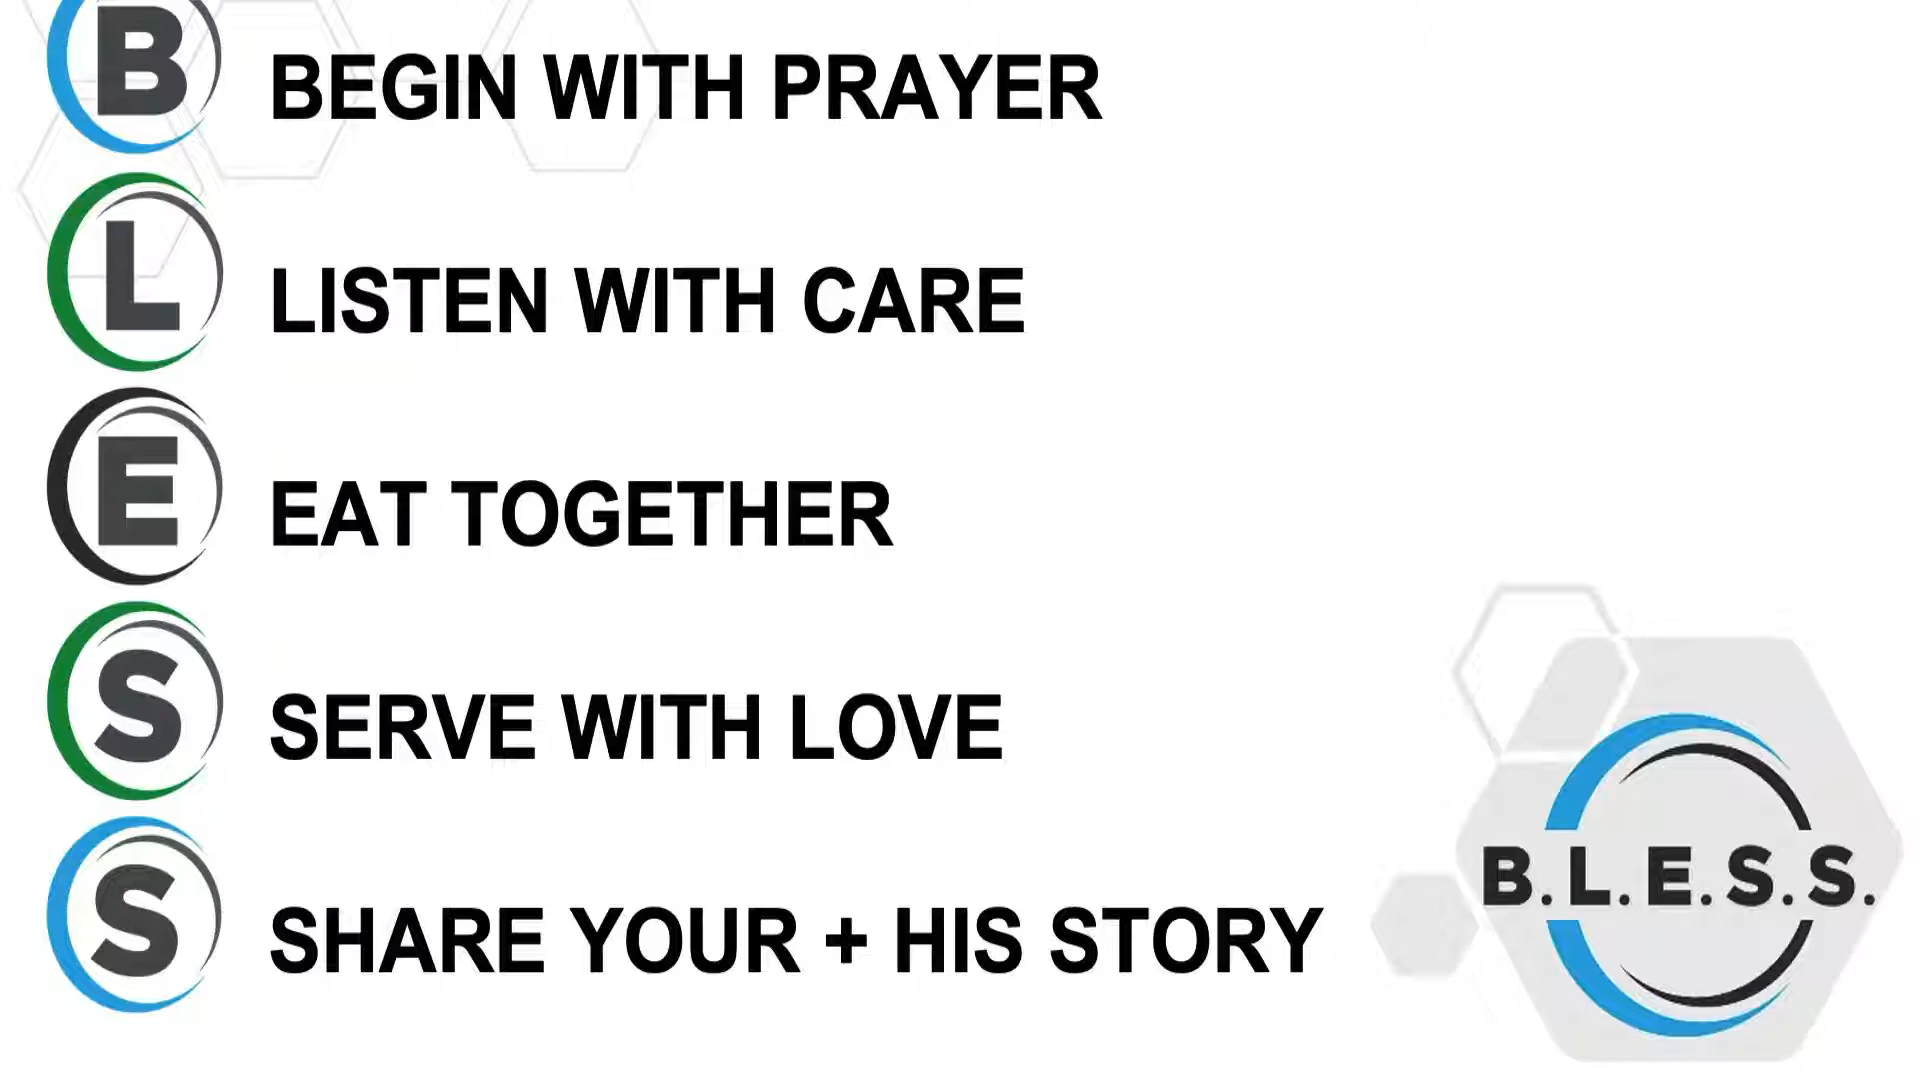 B BEGIN WITH PRAYER
L LISTEN WITH CARE
E EAT TOGETHER
S SERVE WITH LOVE
S SHARE YOUR + HIS STORY
B.L.E.S.S.